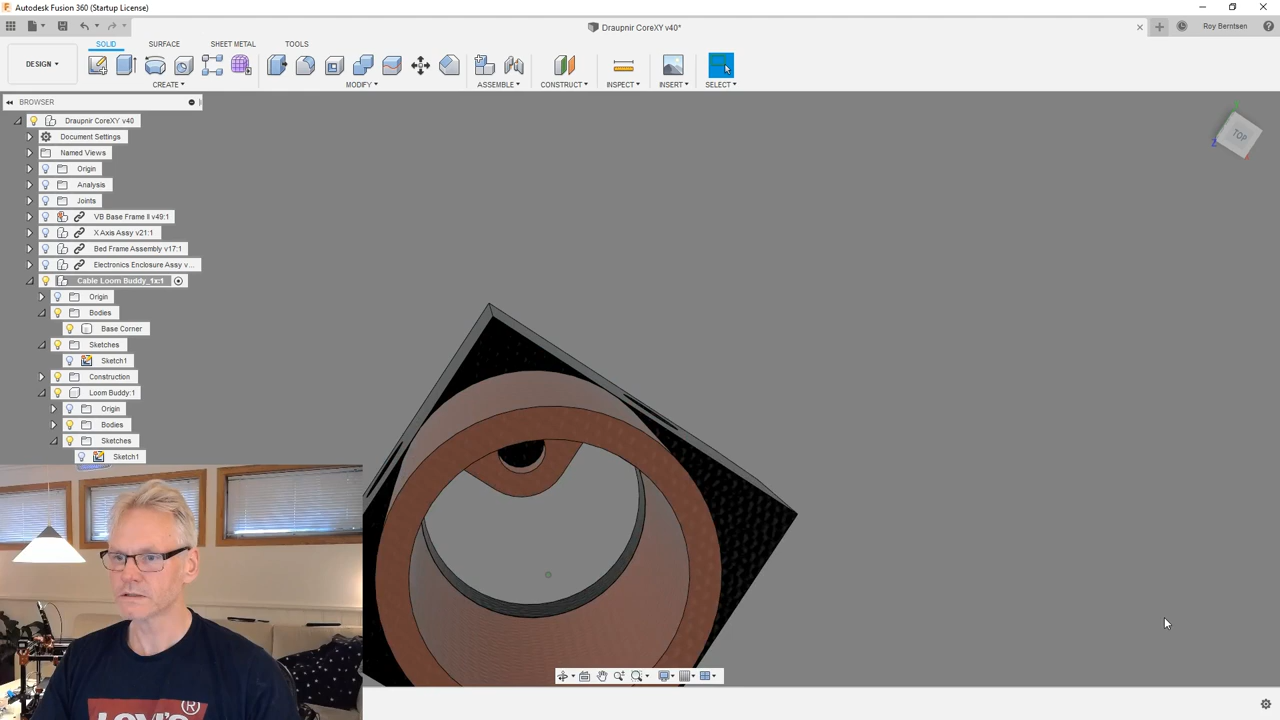 Autodesk Fusion 360 (Startup License)
Draupnir CoreXY v40*
Roy Berntsen
DESIGN
SOLID SURFACE SHEET METAL TOOLS
CREATE MODIFY ASSEMBLE CONSTRUCT INSPECT INSERT SELECT
BROWSER
TOP
Z
Draupnir CoreXY v40
Document Settings
Named Views
Origin
Analysis
Joints
VB Base Frame II v49:1
X Axis Assy v21:1
Bed Frame Assembly v17:1
Electronics Enclosure Assy v...
Cable Loom Buddy_1x:1
Origin
Bodies
Base Corner
Sketches
Sketch1
Construction
Loom Buddy:1
Origin
Bodies
Sketches
Sketch1
®